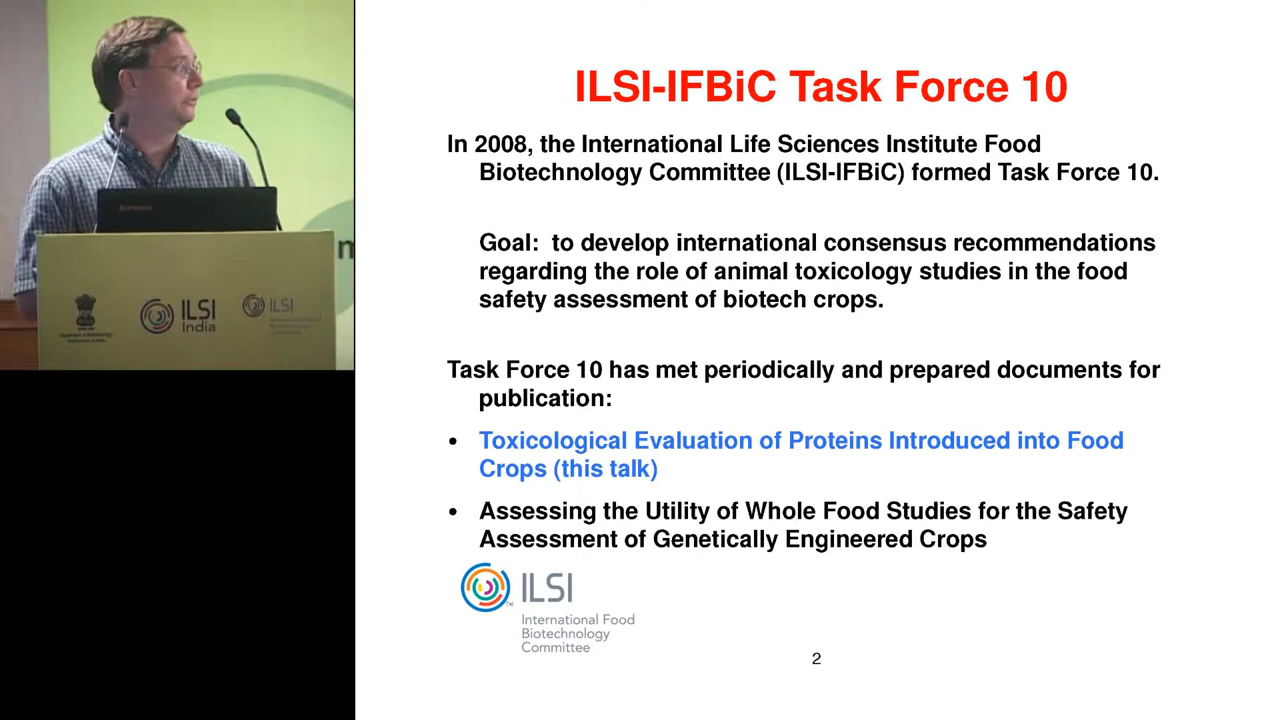 ILSI-IFBiC Task Force 10
In 2008, the International Life Sciences Institute Food
Biotechnology Committee (ILSI-IFBiC) formed Task Force 10.
Goal: to develop international consensus recommendations
regarding the role of animal toxicology studies in the food
safety assessment of biotech crops.
Task Force 10 has met periodically and prepared documents for
publication:
• Toxicological Evaluation of Proteins Introduced into Food
Crops (this talk)
• Assessing the Utility of Whole Food Studies for the Safety
Assessment of Genetically Engineered Crops
ILSI
TM
International Food
Biotechnology
Committee
2
ILSI
India
ILSI
m